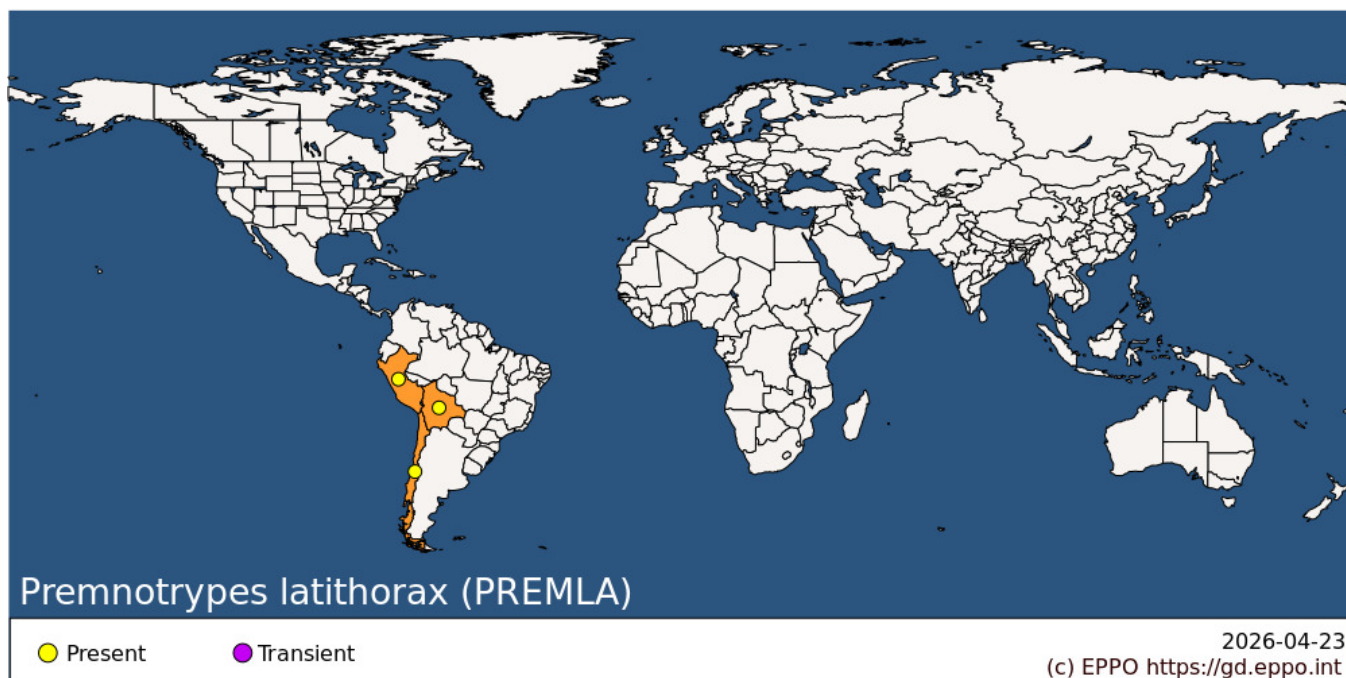 Premnotrypes latithorax (PREMLA)
Present
Transient
2026-04-23
(c) EPPO https://gd.eppo.int